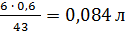 6 · 0,6 / 43 = 0,084 л